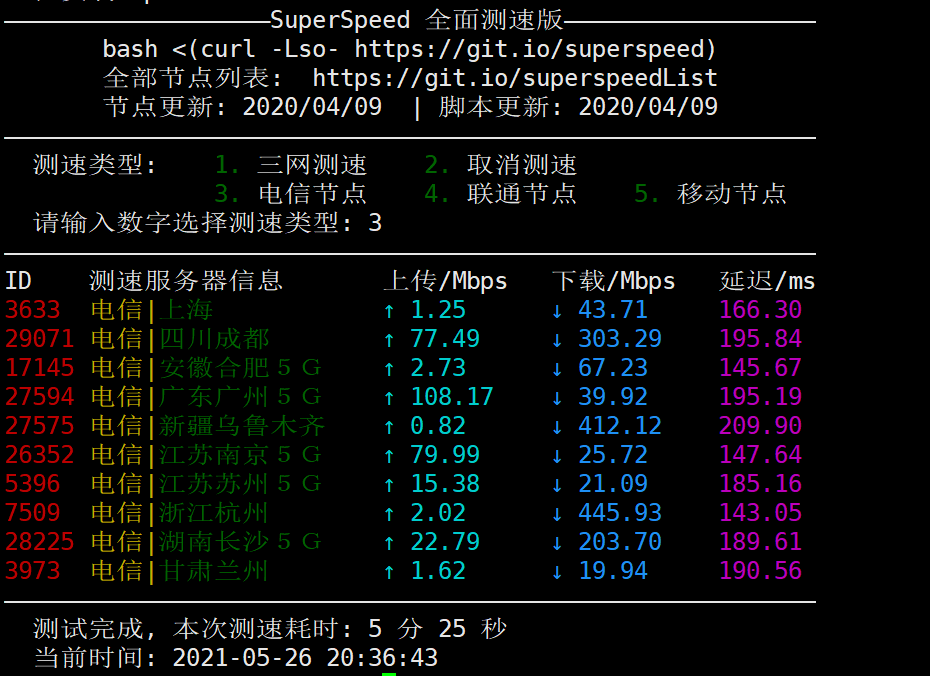 SuperSpeed 全面测速版
bash <(curl -Lso- https://git.io/superspeed)
全部节点列表: https://git.io/superspeedList
节点更新: 2020/04/09 | 脚本更新: 2020/04/09
测速类型: 1. 三网测速 2. 取消测速
3. 电信节点 4. 联通节点 5. 移动节点
请输入数字选择测速类型: 3
ID 测速服务器信息 上传/Mbps 下载/Mbps 延迟/ms
3633 电信|上海 ↑ 1.25 ↓ 43.71 166.30
29071 电信|四川成都 ↑ 77.49 ↓ 303.29 195.84
17145 电信|安徽合肥５Ｇ ↑ 2.73 ↓ 67.23 145.67
27594 电信|广东广州５Ｇ ↑ 108.17 ↓ 39.92 195.19
27575 电信|新疆乌鲁木齐 ↑ 0.82 ↓ 412.12 209.90
26352 电信|江苏南京５Ｇ ↑ 79.99 ↓ 25.72 147.64
5396 电信|江苏苏州５Ｇ ↑ 15.38 ↓ 21.09 185.16
7509 电信|浙江杭州 ↑ 2.02 ↓ 445.93 143.05
28225 电信|湖南长沙５Ｇ ↑ 22.79 ↓ 203.70 189.61
3973 电信|甘肃兰州 ↑ 1.62 ↓ 19.94 190.56
测试完成, 本次测速耗时: 5 分 25 秒
当前时间: 2021-05-26 20:36:43